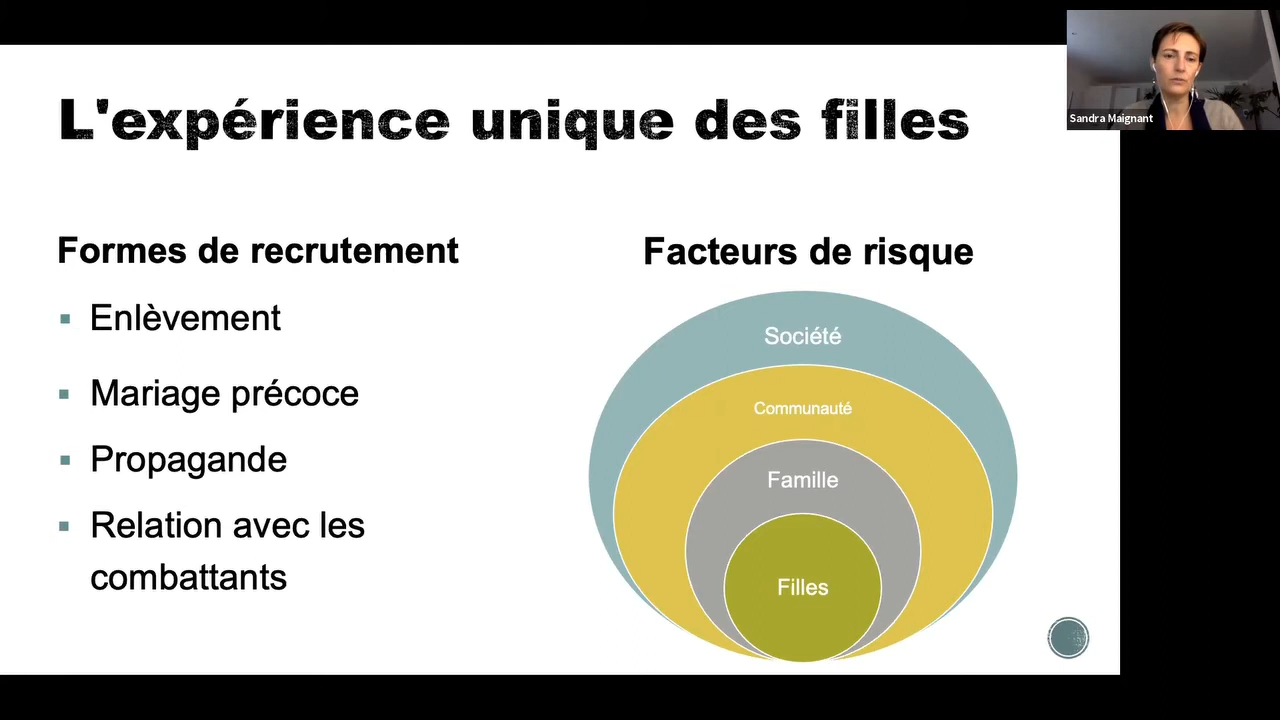 L'expérience unique des filles
Sandra Maignant
Formes de recrutement
Enlèvement
Mariage précoce
Propagande
Relation avec les
combattants
Facteurs de risque
Société
Communauté
Famille
Filles